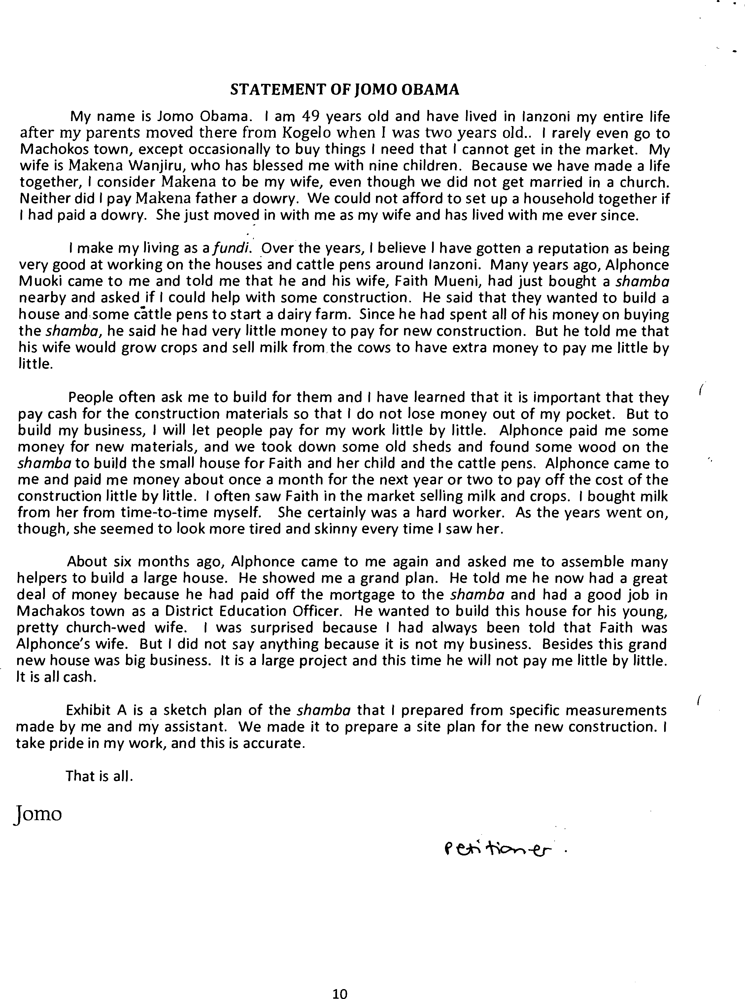 STATEMENT OF JOMO OBAMA
My name is Jomo Obama. I am 49 years old and have lived in Ianzoni my entire life
after my parents moved there from Kogelo when I was two years old.. I rarely even go to
Machokos town, except occasionally to buy things I need that I cannot get in the market. My
wife is Makena Wanjiru, who has blessed me with nine children. Because we have made a life
together, I consider Makena to be my wife, even though we did not get married in a church.
Neither did I pay Makena father a dowry. We could not afford to set up a household together if
I had paid a dowry. She just moved in with me as my wife and has lived with me ever since.
I make my living as a fundi. Over the years, I believe I have gotten a reputation as being
very good at working on the houses and cattle pens around Ianzoni. Many years ago, Alphonce
Muoki came to me and told me that he and his wife, Faith Mueni, had just bought a shamba
nearby and asked if I could help with some construction. He said that they wanted to build a
house and some cattle pens to start a dairy farm. Since he had spent all of his money on buying
the shamba, he said he had very little money to pay for new construction. But he told me that
his wife would grow crops and sell milk from the cows to have extra money to pay me little by
little.
People often ask me to build for them and I have learned that it is important that they
pay cash for the construction materials so that I do not lose money out of my pocket. But to
build my business, I will let people pay for my work little by little. Alphonce paid me some
money for new materials, and we took down some old sheds and found some wood on the
shamba to build the small house for Faith and her child and the cattle pens. Alphonce came to
me and paid me money about once a month for the next year or two to pay off the cost of the
construction little by little. I often saw Faith in the market selling milk and crops. I bought milk
from her from time-to-time myself. She certainly was a hard worker. As the years went on,
though, she seemed to look more tired and skinny every time I saw her.
About six months ago, Alphonce came to me again and asked me to assemble many
helpers to build a large house. He showed me a grand plan. He told me he now had a great
deal of money because he had paid off the mortgage to the shamba and had a good job in
Machakos town as a District Education Officer. He wanted to build this house for his young,
pretty church-wed wife. I was surprised because I had always been told that Faith was
Alphonce's wife. But I did not say anything because it is not my business. Besides this grand
new house was big business. It is a large project and this time he will not pay me little by little.
It is all cash.
Exhibit A is a sketch plan of the shamba that I prepared from specific measurements
made by me and my assistant. We made it to prepare a site plan for the new construction. I
take pride in my work, and this is accurate.
That is all.
Jomo
Petitioner.
10